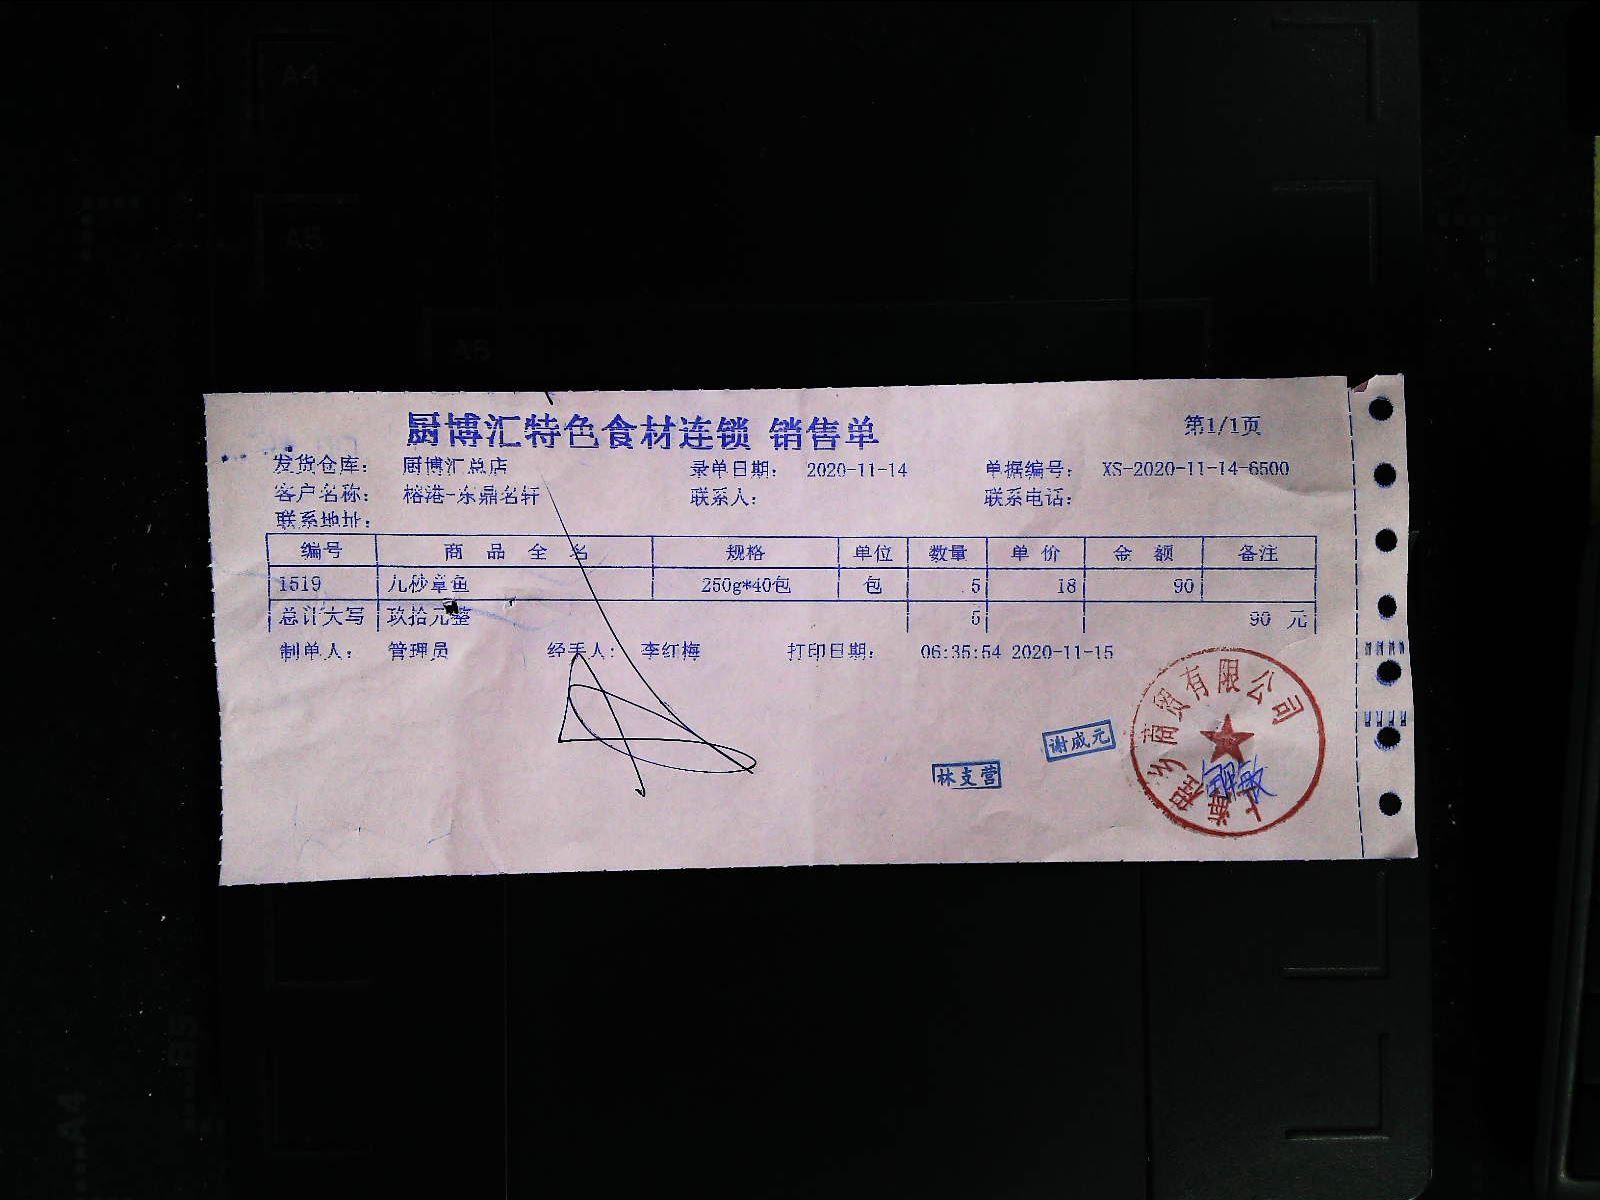 厨博汇特色食材连锁 销售单 第1/1页
发货仓库: 厨博汇总店 录单日期: 2020-11-14 单据编号: XS-2020-11-14-6500
客户名称: 榕港-东鼎名轩 联系人: 联系电话:
联系地址:
编号 商品全名 规格 单位 数量 单价 金额 备注
1519 几秒章鱼 250g*40包 包 5 18 90
总计大写 玖拾元整 5 90 元
制单人: 管理员 经手人: 李红梅 打印日期: 06:35:54 2020-11-15
商贸有限公司
谢威元
林支营
A4
A5
A6
B5
A4